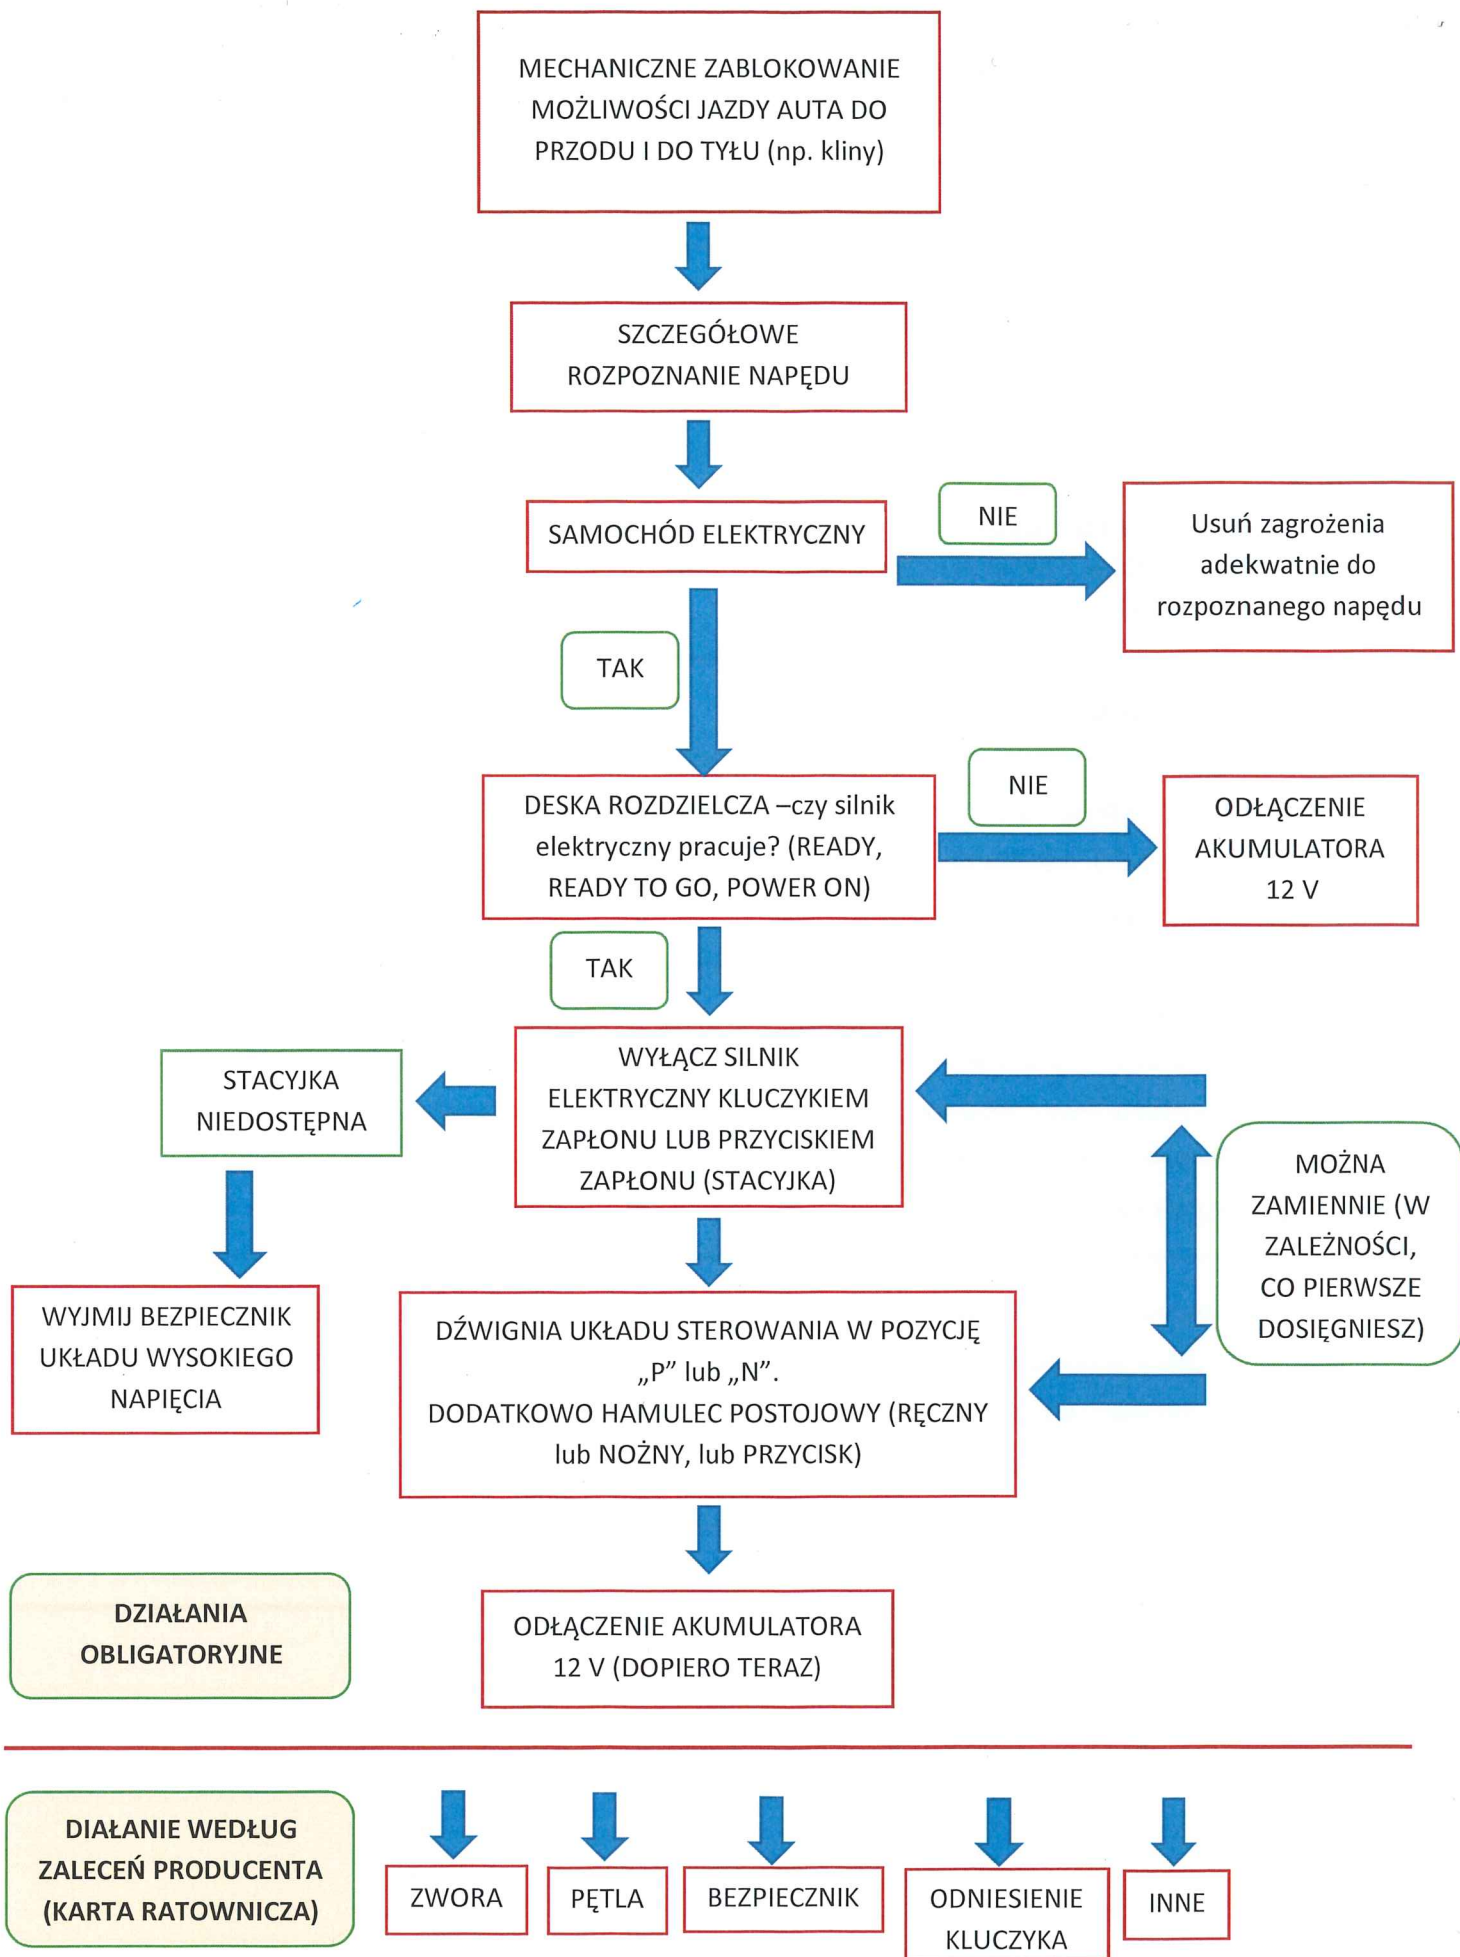 MECHANICZNE ZABLOKOWANIE
MOŻLIWOŚCI JAZDY AUTA DO
PRZODU I DO TYŁU (np. kliny)
SZCZEGÓŁOWE
ROZPOZNANIE NAPĘDU
SAMOCHÓD ELEKTRYCZNY
NIE
Usuń zagrożenia
adekwatnie do
rozpoznanego napędu
TAK
DESKA ROZDZIELCZA –czy silnik
elektryczny pracuje? (READY,
READY TO GO, POWER ON)
NIE
ODŁĄCZENIE
AKUMULATORA
12 V
TAK
WYŁĄCZ SILNIK
ELEKTRYCZNY KLUCZYKIEM
ZAPŁONU LUB PRZYCISKIEM
ZAPŁONU (STACYJKA)
STACYJKA
NIEDOSTĘPNA
MOŻNA
ZAMIENNIE (W
ZALEŻNOŚCI,
CO PIERWSZE
DOSIĘGNIESZ)
WYJMIJ BEZPIECZNIK
UKŁADU WYSOKIEGO
NAPIĘCIA
DŹWIGNIA UKŁADU STEROWANIA W POZYCJĘ
„P” lub „N”.
DODATKOWO HAMULEC POSTOJOWY (RĘCZNY
lub NOŻNY, lub PRZYCISK)
DZIAŁANIA
OBLIGATORYJNE
ODŁĄCZENIE AKUMULATORA
12 V (DOPIERO TERAZ)
DIAŁANIE WEDŁUG
ZALECEŃ PRODUCENTA
(KARTA RATOWNICZA)
ZWORA
PĘTLA
BEZPIECZNIK
ODNIESIENIE
KLUCZYKA
INNE